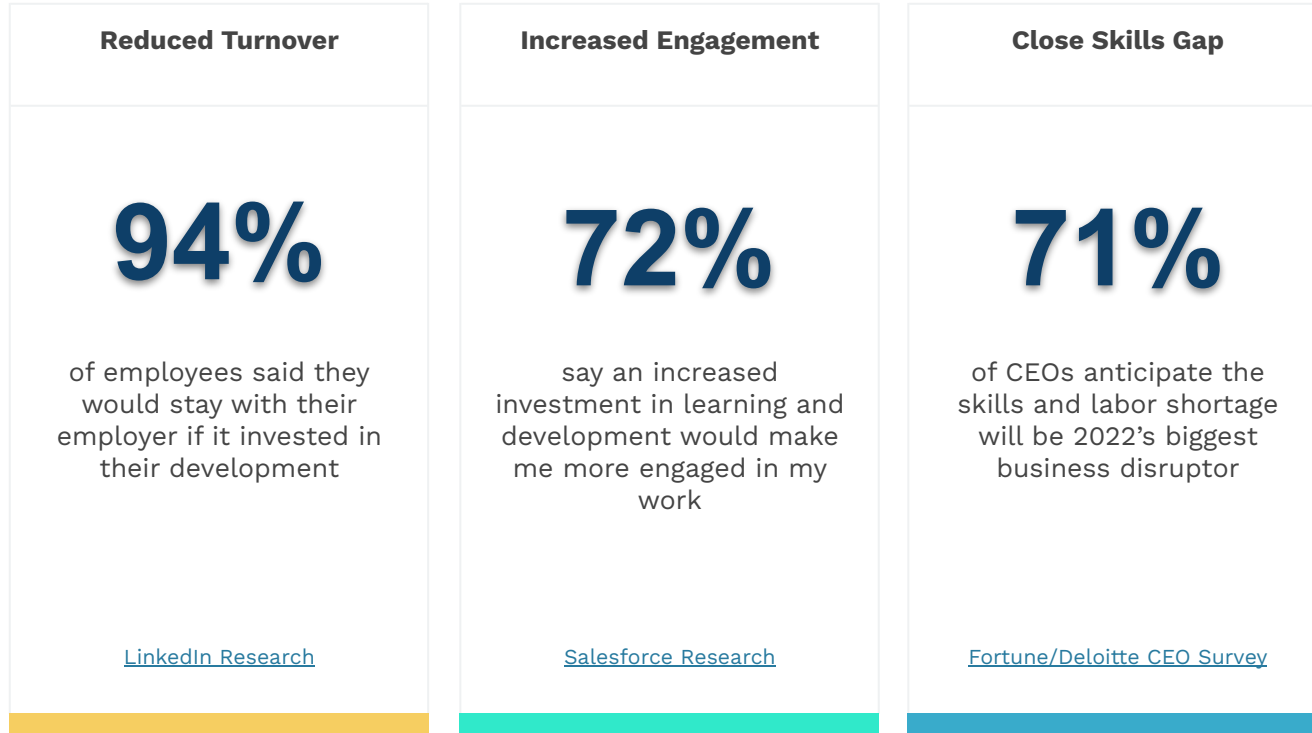 Reduced Turnover
94%
of employees said they
would stay with their
employer if it invested in
their development
LinkedIn Research
Increased Engagement
72%
say an increased
investment in learning and
development would make
me more engaged in my
work
Salesforce Research
Close Skills Gap
71%
of CEOs anticipate the
skills and labor shortage
will be 2022’s biggest
business disruptor
Fortune/Deloitte CEO Survey